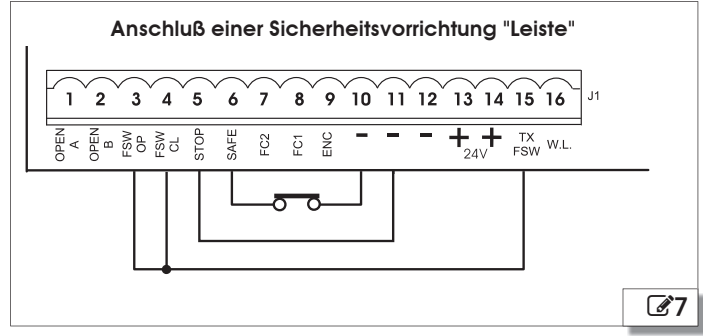 Anschluß einer Sicherheitsvorrichtung "Leiste"
1 2 3 4 5 6 7 8 9 10 11 12 13 14 15 16 J1
OPEN A
OPEN B
FSW OP
FSW CL
STOP
SAFE
FC2
FC1
ENC
- - - + +
24V
TX FSW
W.L.
7